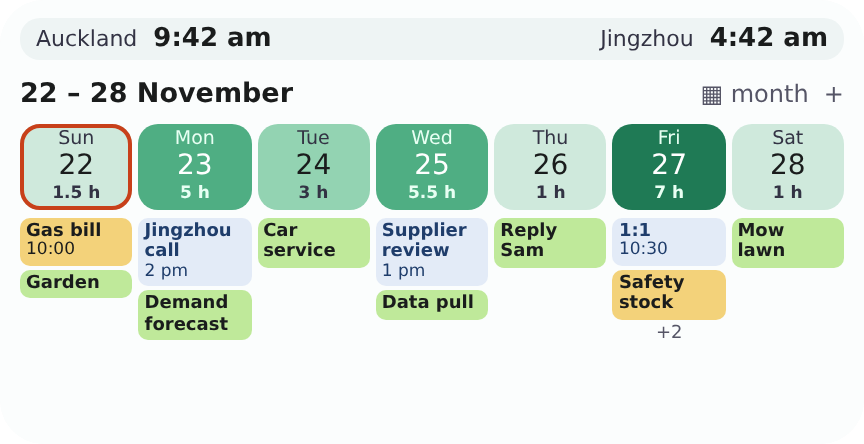 Auckland 9:42 am Jingzhou 4:42 am
22 – 28 November
month +
Sun
22
1.5 h
Gas bill
10:00
Garden
Mon
23
5 h
Jingzhou
call
2 pm
Demand
forecast
Tue
24
3 h
Car
service
Wed
25
5.5 h
Supplier
review
1 pm
Data pull
Thu
26
1 h
Reply
Sam
Fri
27
7 h
1:1
10:30
Safety
stock
+2
Sat
28
1 h
Mow
lawn